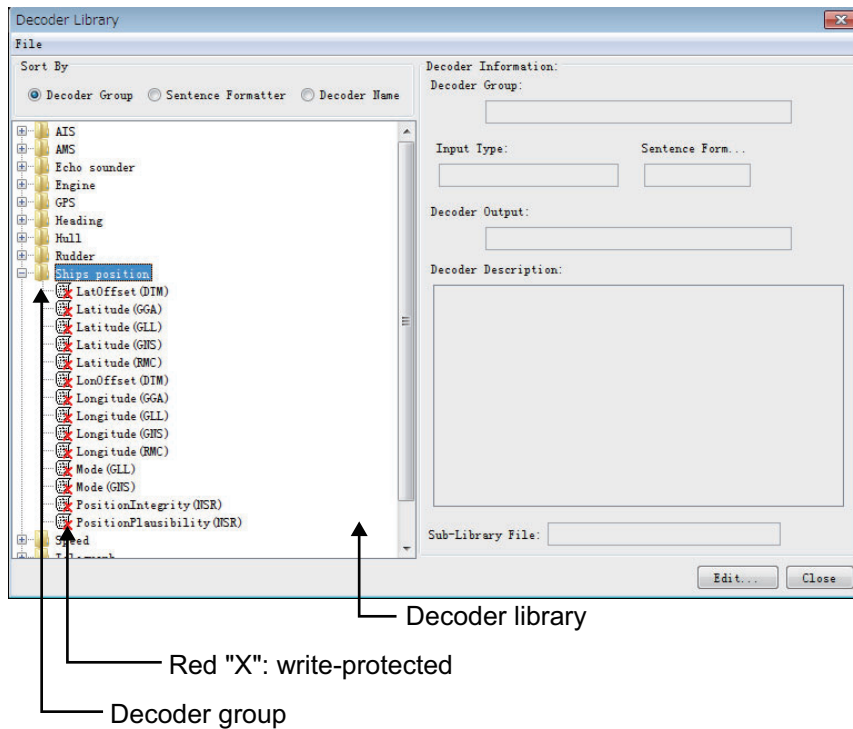 Decoder Library
File
Sort By
Decoder Group Sentence Formatter Decoder Name
AIS
AMS
Echo sounder
Engine
GPS
Heading
Hull
Rudder
Ships position
LatOffset(DTM)
Latitude(GGA)
Latitude(GLL)
Latitude(GNS)
Latitude(RMC)
LonOffset(DTM)
Longitude(GGA)
Longitude(GLL)
Longitude(GNS)
Longitude(RMC)
Mode(GLL)
Mode(GNS)
PositionIntegrity(NSR)
PositionPlausibility(NSR)
Speed
Decoder Information:
Decoder Group:
Input Type: Sentence Form...
Decoder Output:
Decoder Description:
Sub-Library File:
Edit... Close
Decoder library
Red "X": write-protected
Decoder group